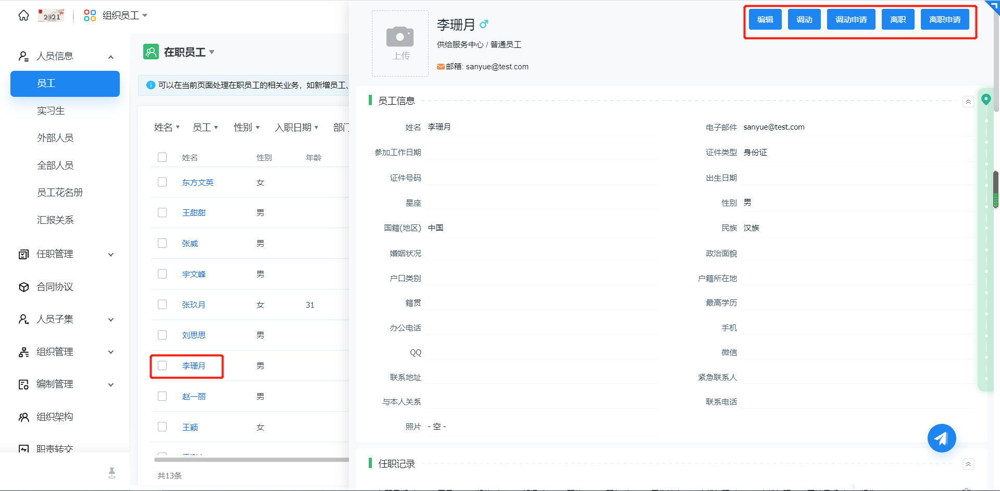 2021
组织员工
人员信息
员工
实习生
外部人员
全部人员
员工花名册
汇报关系
任职管理
合同协议
人员子集
组织管理
编制管理
组织架构
职责转交
在职员工
可以在当前页面处理在职员工的相关业务，如新增员工、
姓名 员工 性别 入职日期 部门
姓名 性别 年龄
东方文英 女
王甜甜 男
张威 男
宇文峰 男
张玖月 女 31
刘思思 男
李珊月 男
赵一丽 男
王颖 女
共13条
上传
李珊月
供给服务中心 / 普通员工
邮箱: sanyue@test.com
编辑 调动 调动申请 离职 离职申请
员工信息
姓名 李珊月 电子邮件 sanyue@test.com
参加工作日期 证件类型 身份证
证件号码 出生日期
星座 性别 男
国籍(地区) 中国 民族 汉族
婚姻状况 政治面貌
户口类别 户籍所在地
籍贯 最高学历
办公电话 手机
QQ 微信
联系地址 紧急联系人
与本人关系 联系电话
照片 - 空 -
任职记录